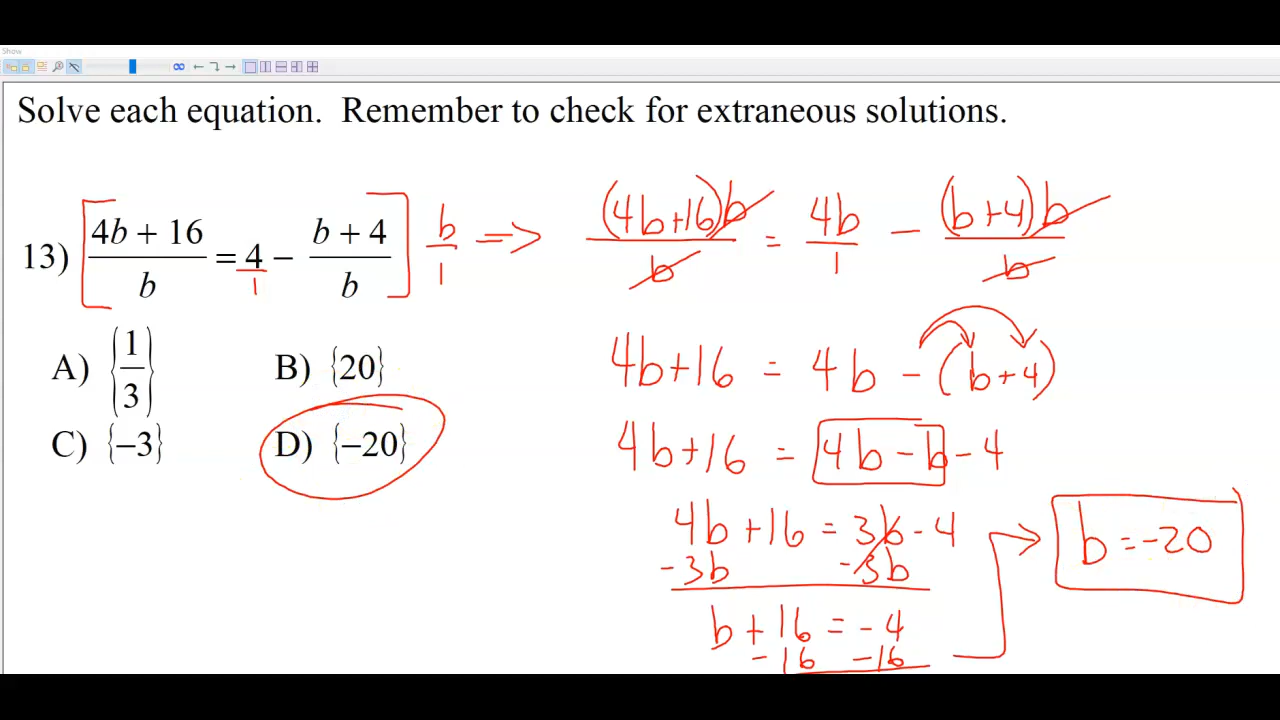 Show
Solve each equation. Remember to check for extraneous solutions.
13) [ (4b + 16)/b = 4/1 − (b + 4)/b ] b/1 => (4b+16)b/b = 4b/1 − (b+4)b/b
A) {1/3} B) {20}
4b+16 = 4b − (b+4)
C) {−3} D) {−20}
4b+16 = 4b − b − 4
4b+16 = 3b − 4
b = −20
−3b −3b
b+16 = −4
−16 −16